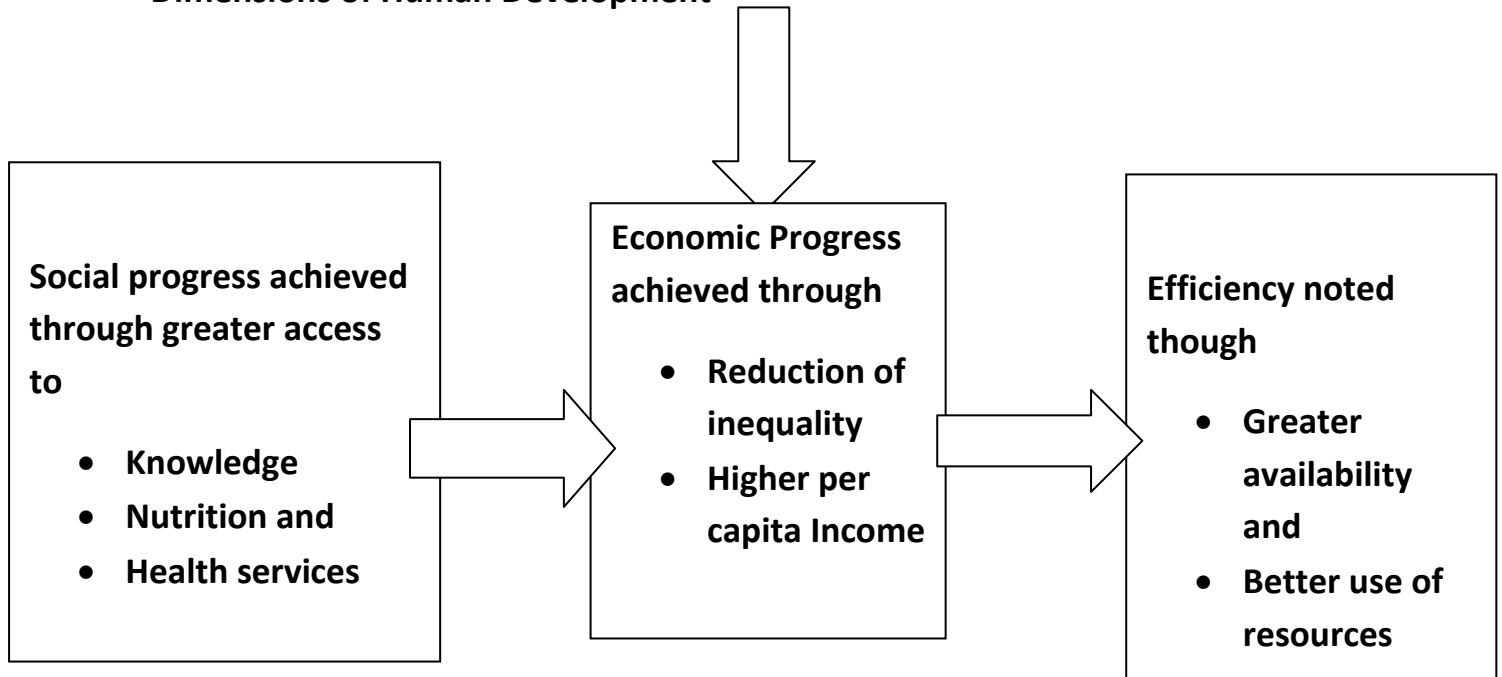 Dimensions of Human Development
Social progress achieved
through greater access
to
• Knowledge
• Nutrition and
• Health services
Economic Progress
achieved through
• Reduction of
inequality
• Higher per
capita Income
Efficiency noted
though
• Greater
availability
and
• Better use of
resources